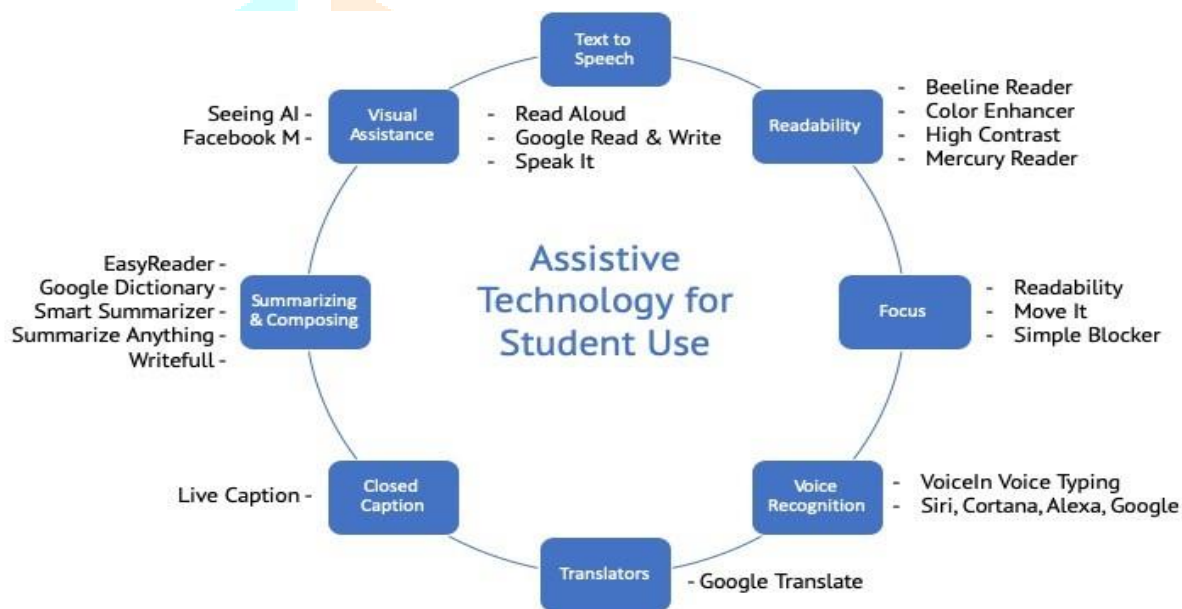 Text to
Speech
Visual
Assistance
Seeing AI -
Facebook M -
- Read Aloud
- Google Read & Write
- Speak It
Readability
- Beeline Reader
- Color Enhancer
- High Contrast
- Mercury Reader
Assistive
Technology for
Student Use
EasyReader -
Google Dictionary -
Smart Summarizer -
Summarize Anything -
Writefull -
Summarizing
& Composing
Focus
- Readability
- Move It
- Simple Blocker
Live Caption -
Closed
Caption
Voice
Recognition
- VoiceIn Voice Typing
- Siri, Cortana, Alexa, Google
Translators
- Google Translate